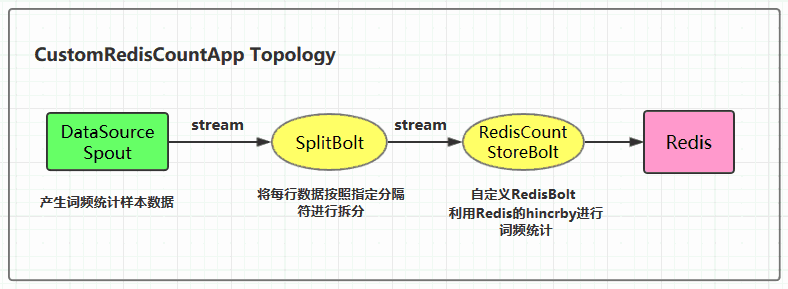 CustomRedisCountApp Topology
DataSource
Spout
stream
SplitBolt
stream
RedisCount
StoreBolt
Redis
产生词频统计样本数据
将每行数据按照指定分隔
符进行拆分
自定义RedisBolt
利用Redis的hincrby进行
词频统计